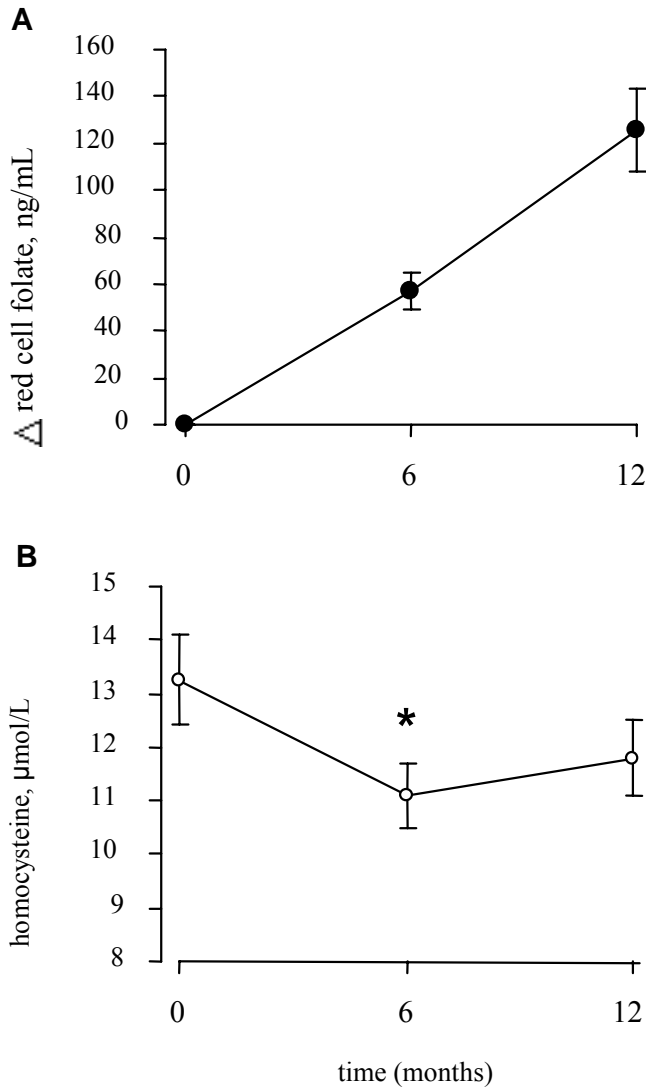 A
160
140
120
100
80
60
40
20
0
△ red cell folate, ng/mL
0 6 12
B
15
14
13
12
11
10
9
8
homocysteine, µmol/L
*
0 6 12
time (months)